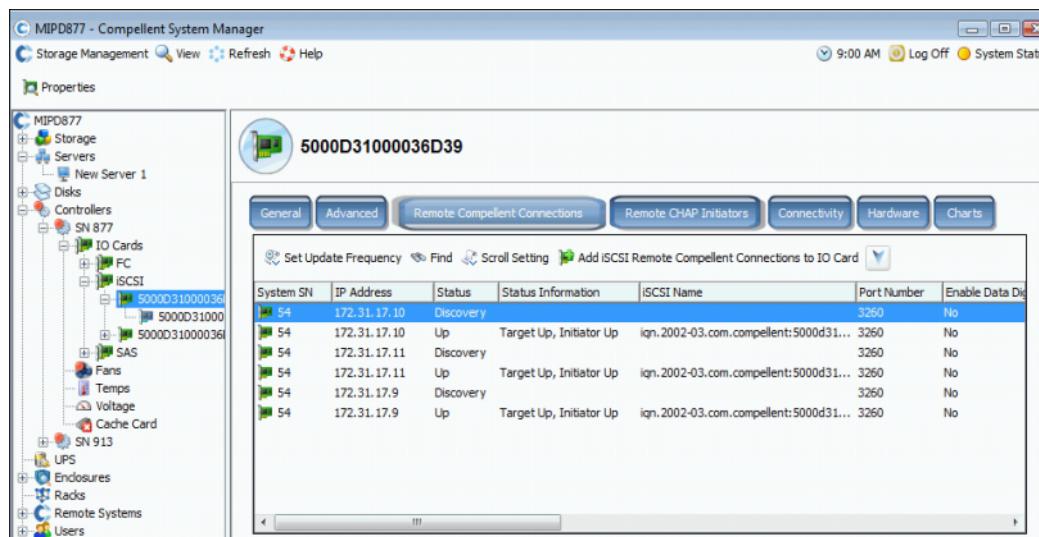 MIPD877 - Compellent System Manager
Storage Management View Refresh Help 9:00 AM Log Off System Stat
Properties
MIPD877
Storage
Servers
New Server 1
Disks
Controllers
SN 877
IO Cards
FC
iSCSI
5000D31000036
5000D31000
5000D31000036
SAS
Fans
Temps
Voltage
Cache Card
SN 913
UPS
Enclosures
Racks
Remote Systems
Users
5000D31000036D39
General Advanced Remote Compellent Connections Remote CHAP Initiators Connectivity Hardware Charts
Set Update Frequency Find Scroll Setting Add iSCSI Remote Compellent Connections to IO Card
System SN IP Address Status Status Information iSCSI Name Port Number Enable Data Dig
54 172.31.17.10 Discovery 3260 No
54 172.31.17.10 Up Target Up, Initiator Up iqn.2002-03.com.compellent:5000d31... 3260 No
54 172.31.17.11 Discovery 3260 No
54 172.31.17.11 Up Target Up, Initiator Up iqn.2002-03.com.compellent:5000d31... 3260 No
54 172.31.17.9 Discovery 3260 No
54 172.31.17.9 Up Target Up, Initiator Up iqn.2002-03.com.compellent:5000d31... 3260 No